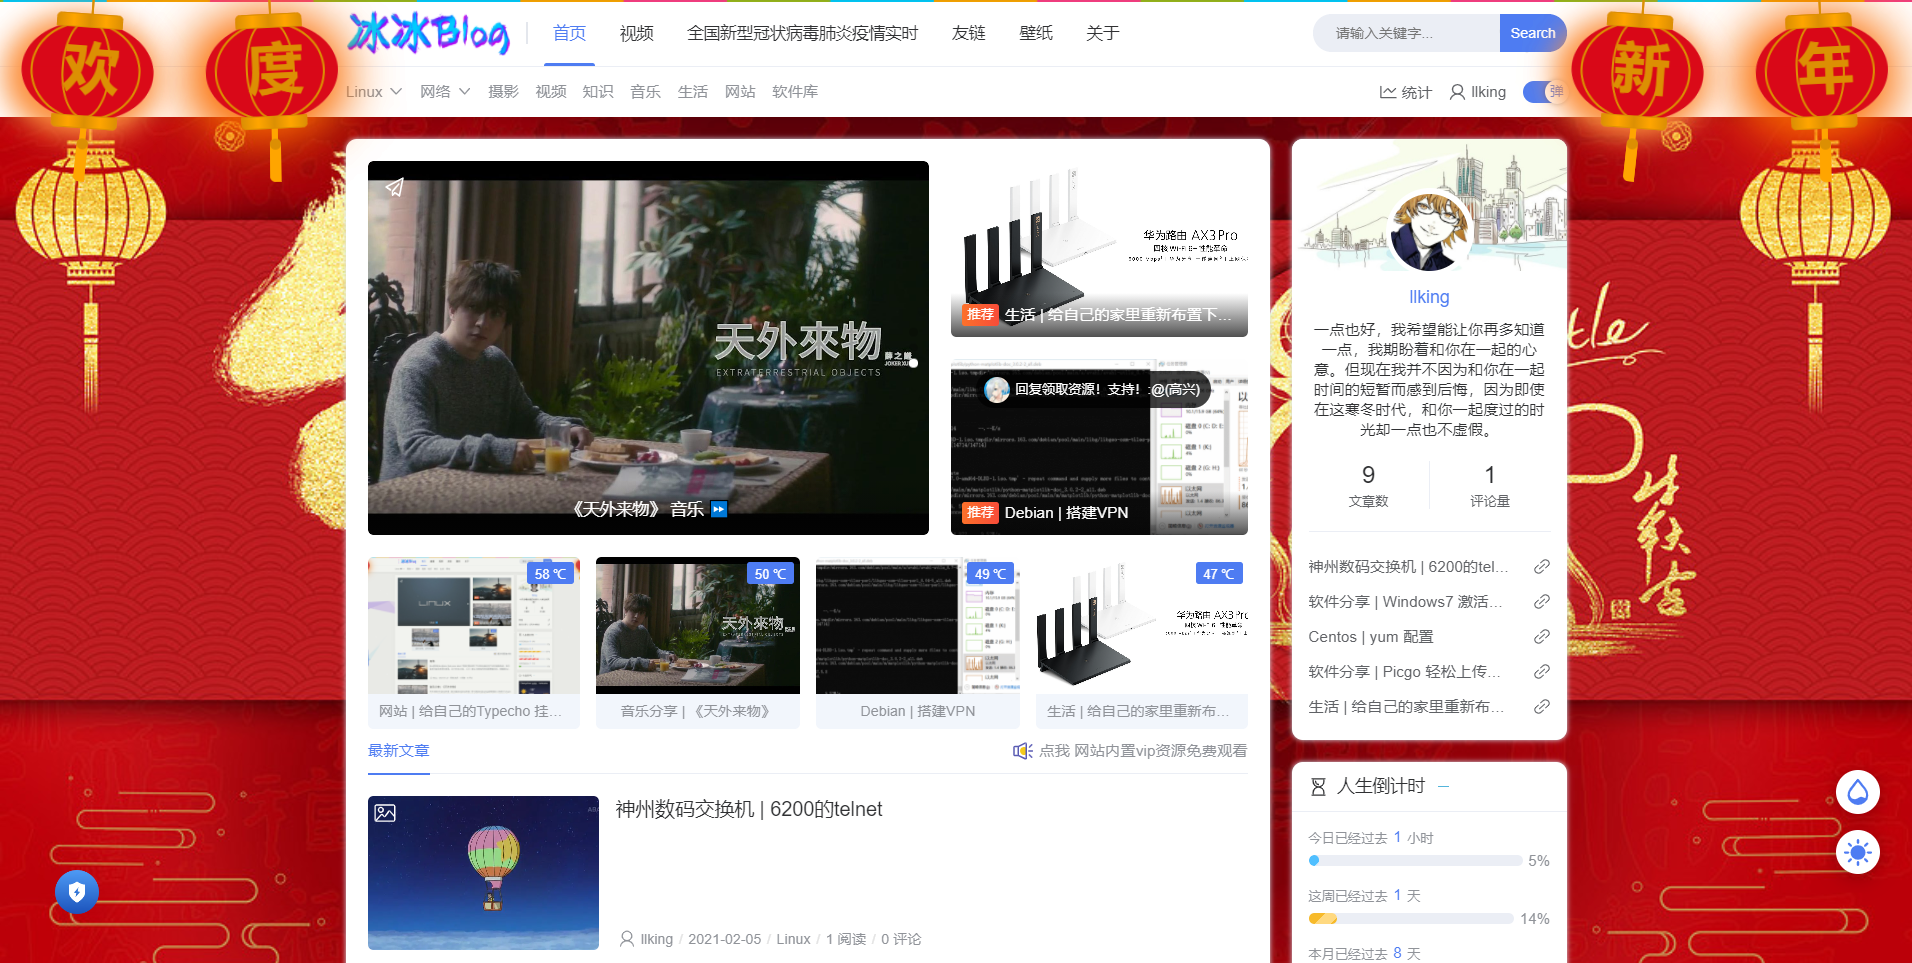 欢
度
新
年
冰冰Blog
首页
视频
全国新型冠状病毒肺炎疫情实时
友链
壁纸
关于
请输入关键字...
Search
Linux
网络
摄影
视频
知识
音乐
生活
网站
软件库
统计
llking
弹
天外來物
薛之謙
JOKER XUE
EXTRATERRESTRIAL OBJECTS
《天外来物》 音乐
华为路由 AX3 Pro
推荐 生活 | 给自己的家里重新布置下...
回复领取资源！支持！:@(高兴)
推荐 Debian | 搭建VPN
58 ℃
网站 | 给自己的Typecho 挂...
50 ℃
天外來物
音乐分享 | 《天外来物》
49 ℃
Debian | 搭建VPN
47 ℃
华为路由 AX3 Pro
生活 | 给自己的家里重新布...
最新文章
点我 网站内置vip资源免费观看
神州数码交换机 | 6200的telnet
llking / 2021-02-05 / Linux / 1 阅读 / 0 评论
llking
一点也好，我希望能让你再多知道
一点，我期盼着和你在一起的心
意。但现在我并不因为和你在一起
时间的短暂而感到后悔，因为即使
在这寒冬时代，和你一起度过的时
光却一点也不虚假。
9
文章数
1
评论量
神州数码交换机 | 6200的tel...
软件分享 | Windows7 激活...
Centos | yum 配置
软件分享 | Picgo 轻松上传...
生活 | 给自己的家里重新布...
人生倒计时
今日已经过去 1 小时
5%
这周已经过去 1 天
14%
本月已经过去 8 天